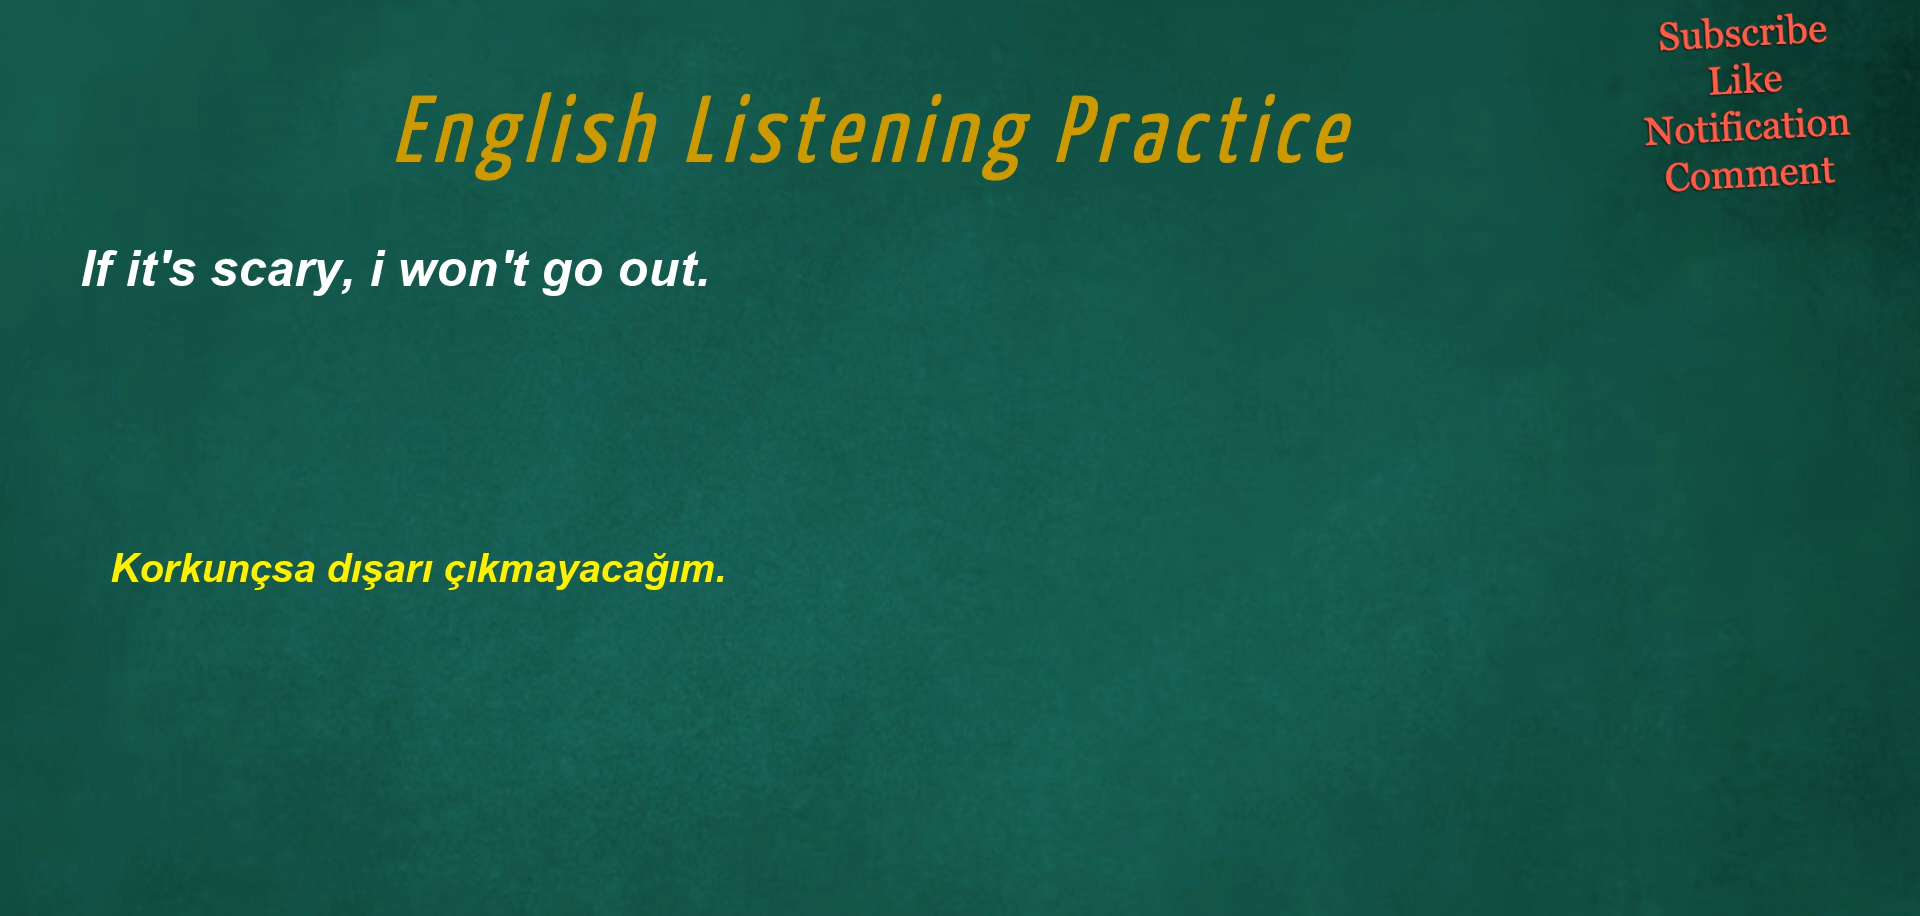 Subscribe
Like
Notification
Comment
English Listening Practice
If it's scary, i won't go out.
Korkunçsa dışarı çıkmayacağım.